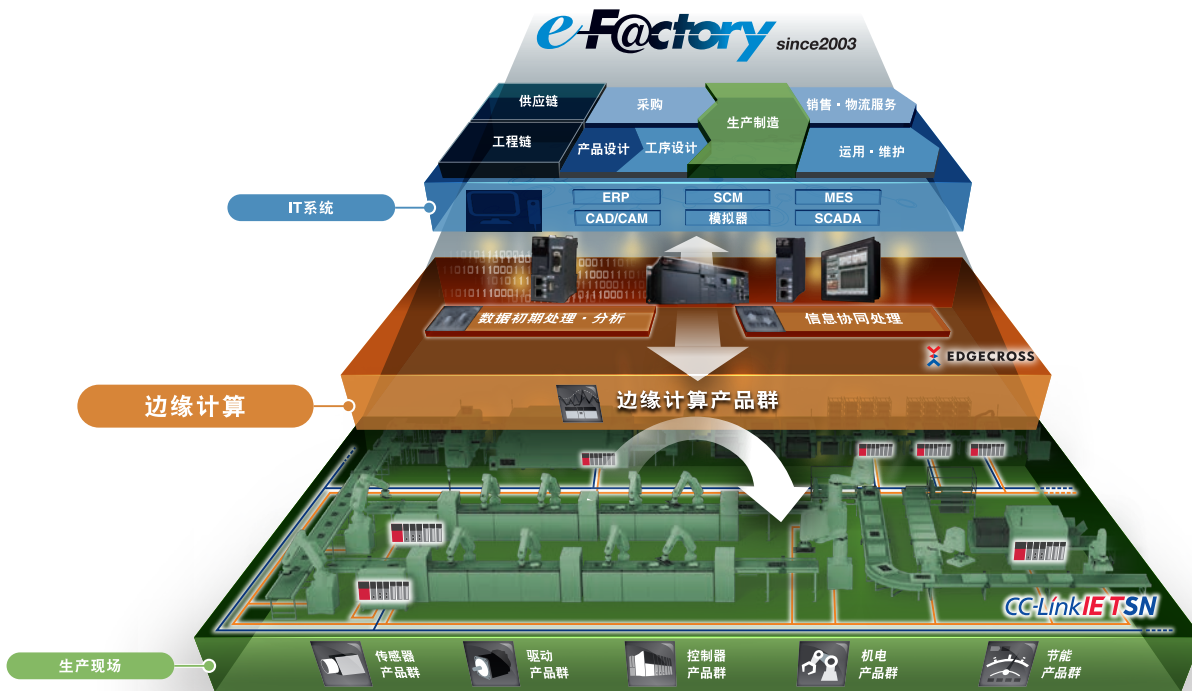 e-F@ctory since2003
供应链
采购
生产制造
销售・物流服务
工程链
产品设计
工序设计
运用・维护
IT系统
ERP
SCM
MES
CAD/CAM
模拟器
SCADA
数据初期处理・分析
信息协同处理
EDGECROSS
边缘计算
边缘计算产品群
CC-Link IE TSN
生产现场
传感器
产品群
驱动
产品群
控制器
产品群
机电
产品群
节能
产品群